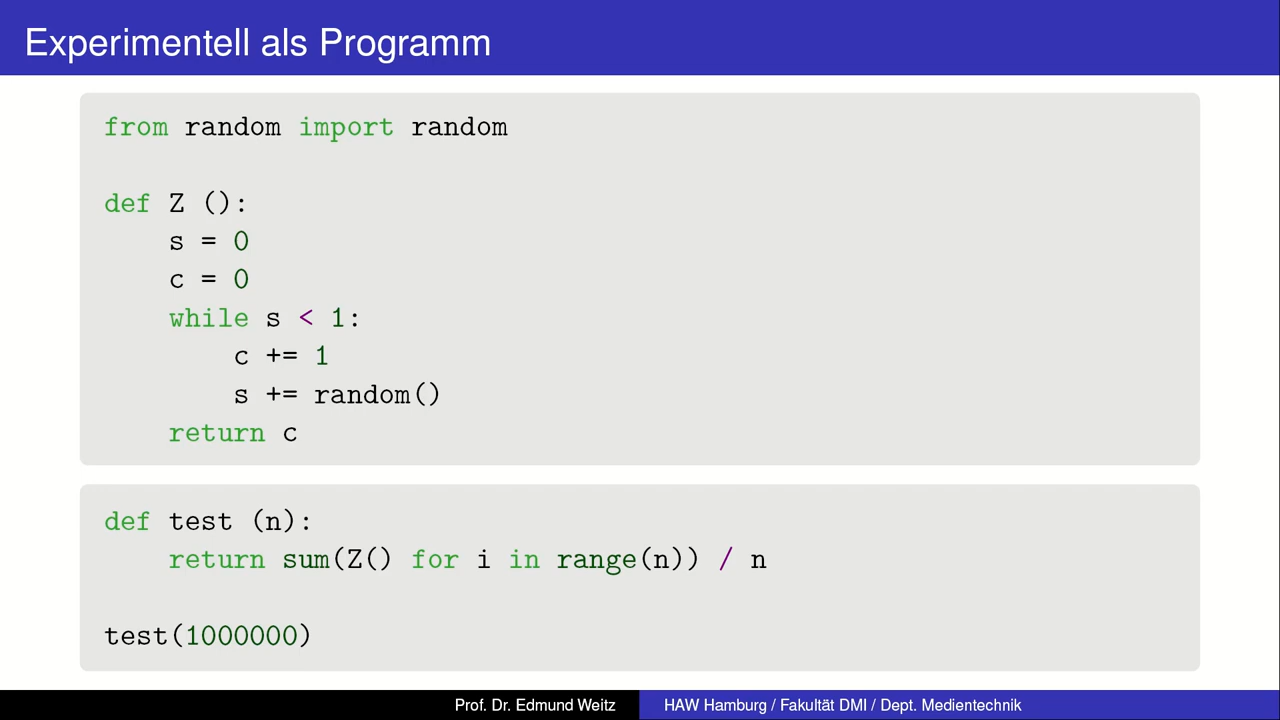 Experimentell als Programm
from random import random
def Z ():
    s = 0
    c = 0
    while s < 1:
        c += 1
        s += random()
    return c
def test (n):
    return sum(Z() for i in range(n)) / n
test(1000000)
Prof. Dr. Edmund Weitz HAW Hamburg / Fakultät DMI / Dept. Medientechnik